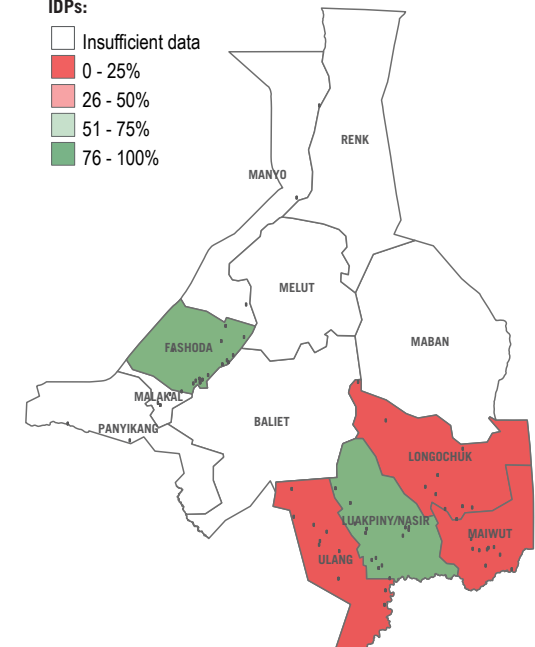 IDPs:
Insufficient data
0 - 25%
26 - 50%
51 - 75%
76 - 100%
RENK
MANYO
MELUT
MABAN
FASHODA
MALAKAL
BALIET
PANYIKANG
LONGOCHUK
LUAKPINY/NASIR
MAIWUT
ULANG